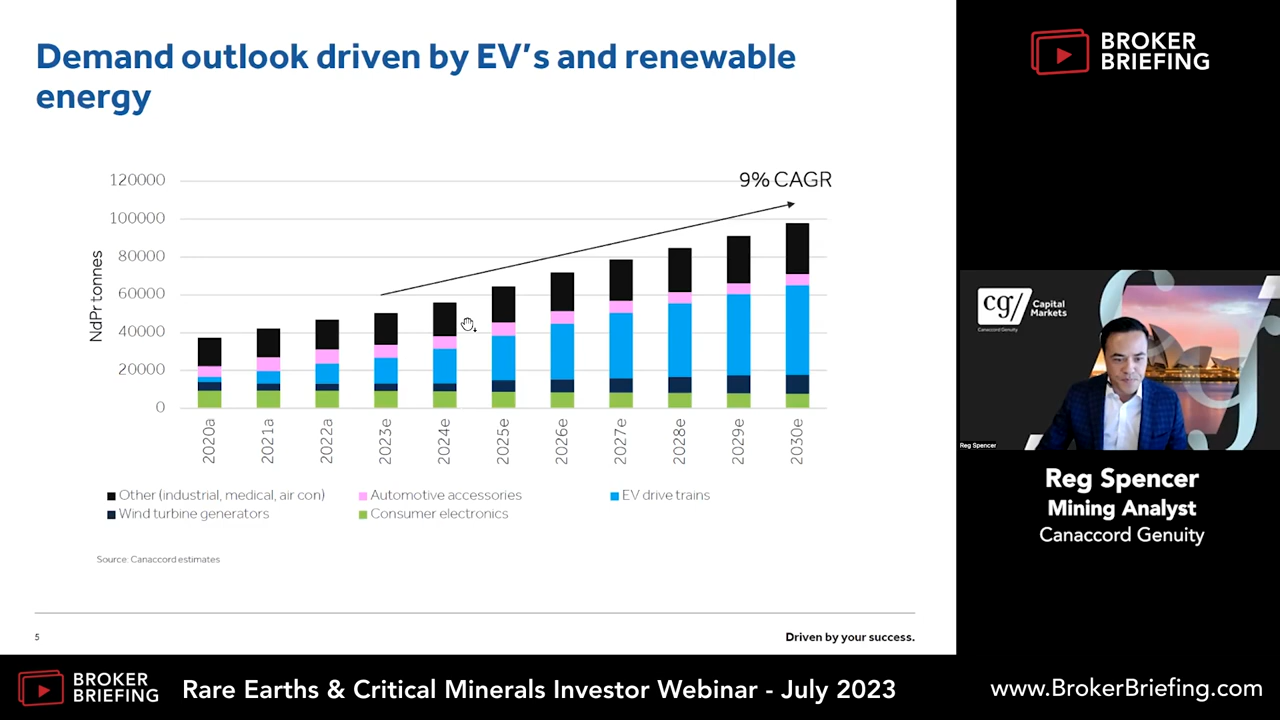 Demand outlook driven by EV's and renewable
energy
9% CAGR
NdPr tonnes
120000
100000
80000
60000
40000
20000
0
2020a
2021a
2022a
2023e
2024e
2025e
2026e
2027e
2028e
2029e
2030e
Other (industrial, medical, air con)
Automotive accessories
EV drive trains
Wind turbine generators
Consumer electronics
Source: Canaccord estimates
5
Driven by your success.
BROKER
BRIEFING
cg/ Capital
Markets
Canaccord Genuity
Reg Spencer
Reg Spencer
Mining Analyst
Canaccord Genuity
BROKER
BRIEFING
Rare Earths & Critical Minerals Investor Webinar - July 2023
www.BrokerBriefing.com